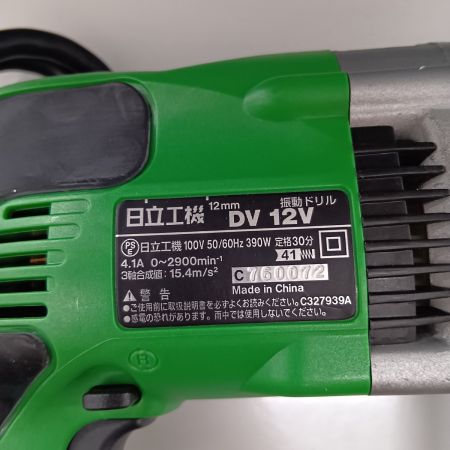 日立工機 12mm 振動ドリル DV 12V
PS E 日立工機 100V 50/60Hz 390W 定格30分
4.1A 0〜2900min⁻¹ 41
3軸合成値: 15.4m/s² C760072
警告 Made in China
●ご使用前に取扱説明書を必ずよくお読みください。C327939A
●感電の恐れがあります。雨中では使用しないでください。
R